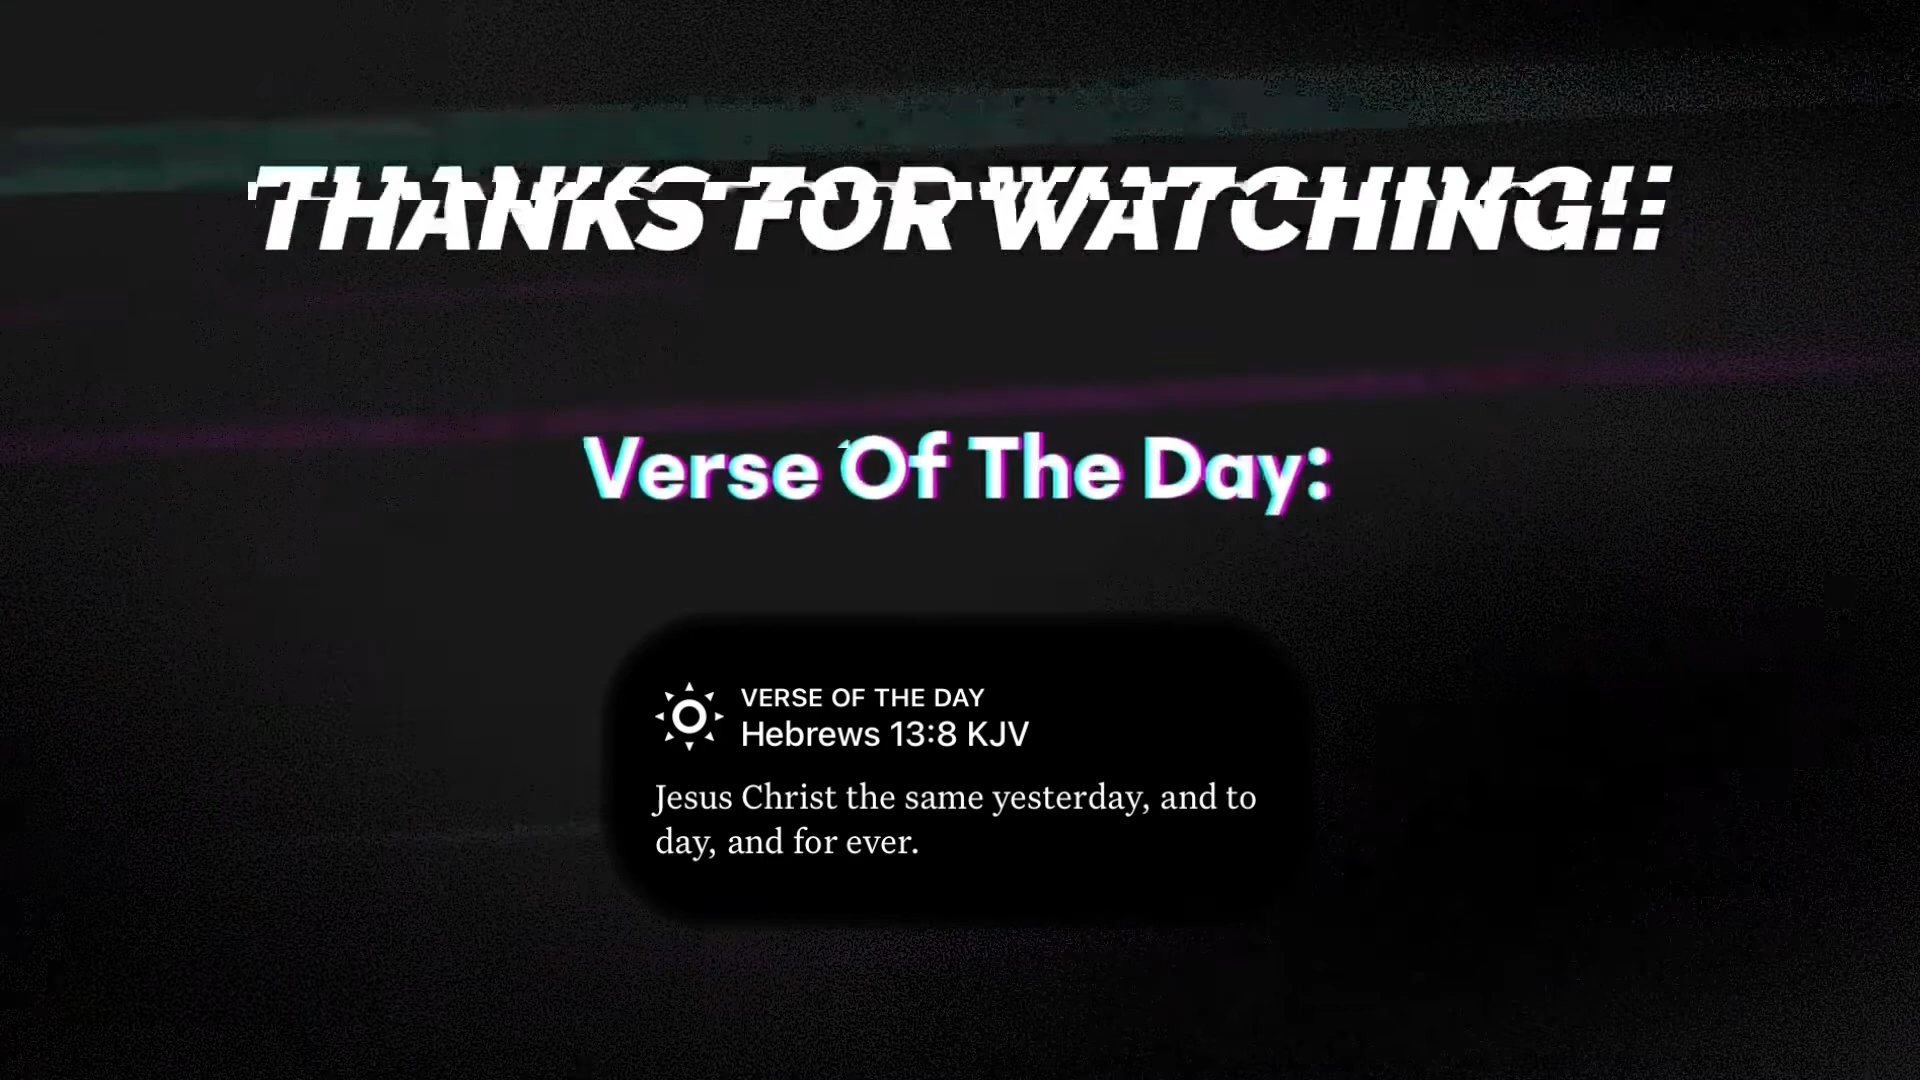 THANKS FOR WATCHING!!
Verse Of The Day:
VERSE OF THE DAY
Hebrews 13:8 KJV
Jesus Christ the same yesterday, and to
day, and for ever.